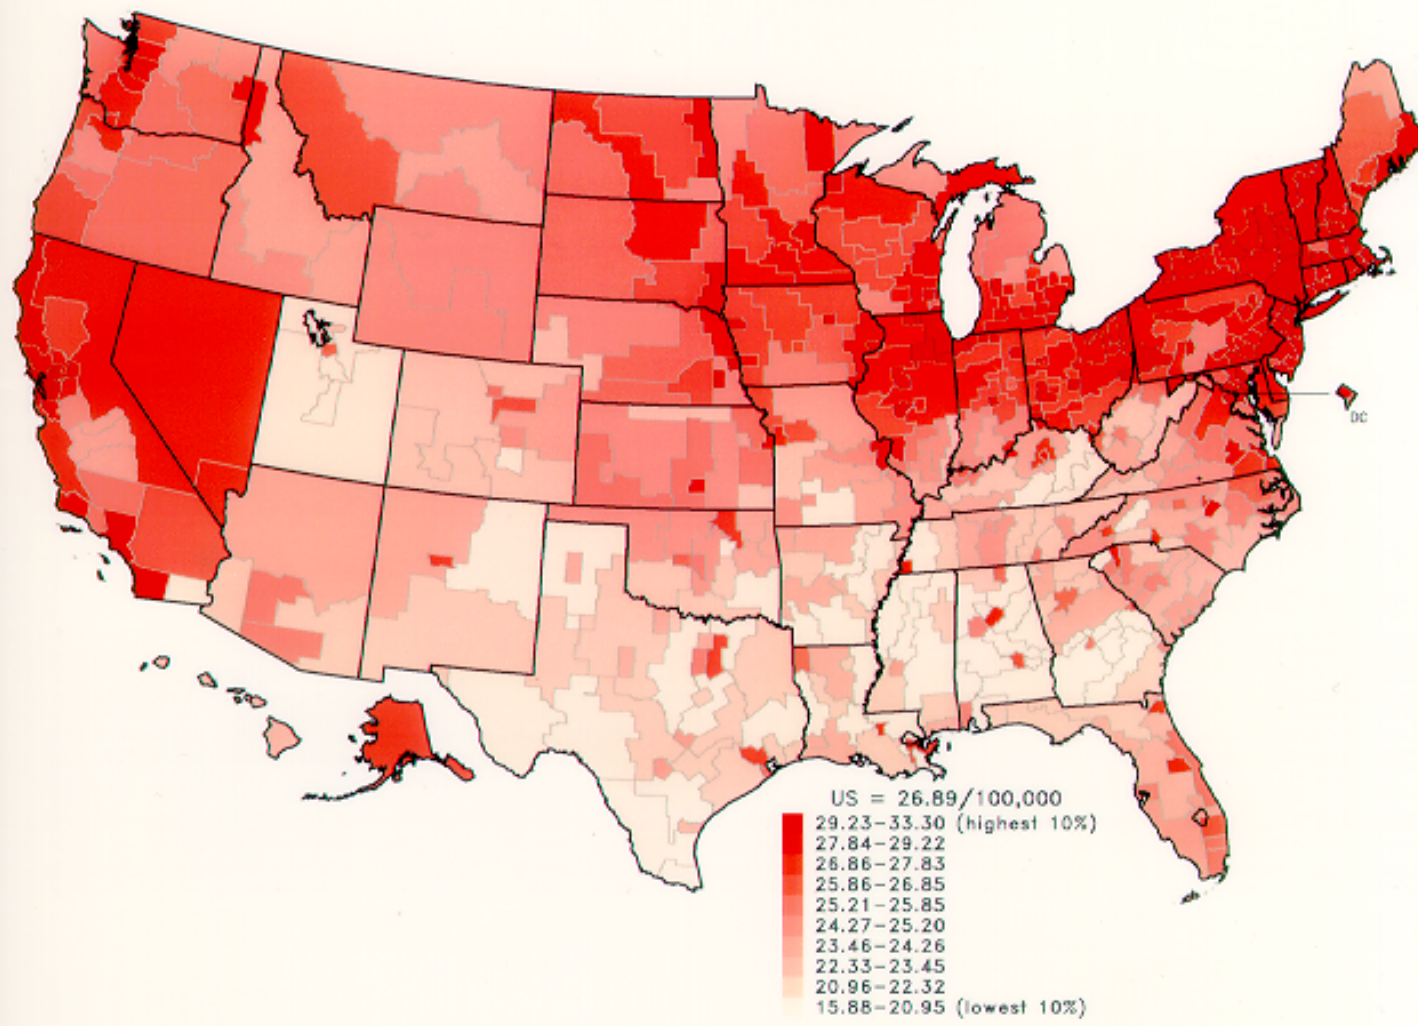 DC
US = 26.89/100,000
29.23-33.30 (highest 10%)
27.84-29.22
26.86-27.83
25.86-26.85
25.21-25.85
24.27-25.20
23.46-24.26
22.33-23.45
20.96-22.32
15.88-20.95 (lowest 10%)